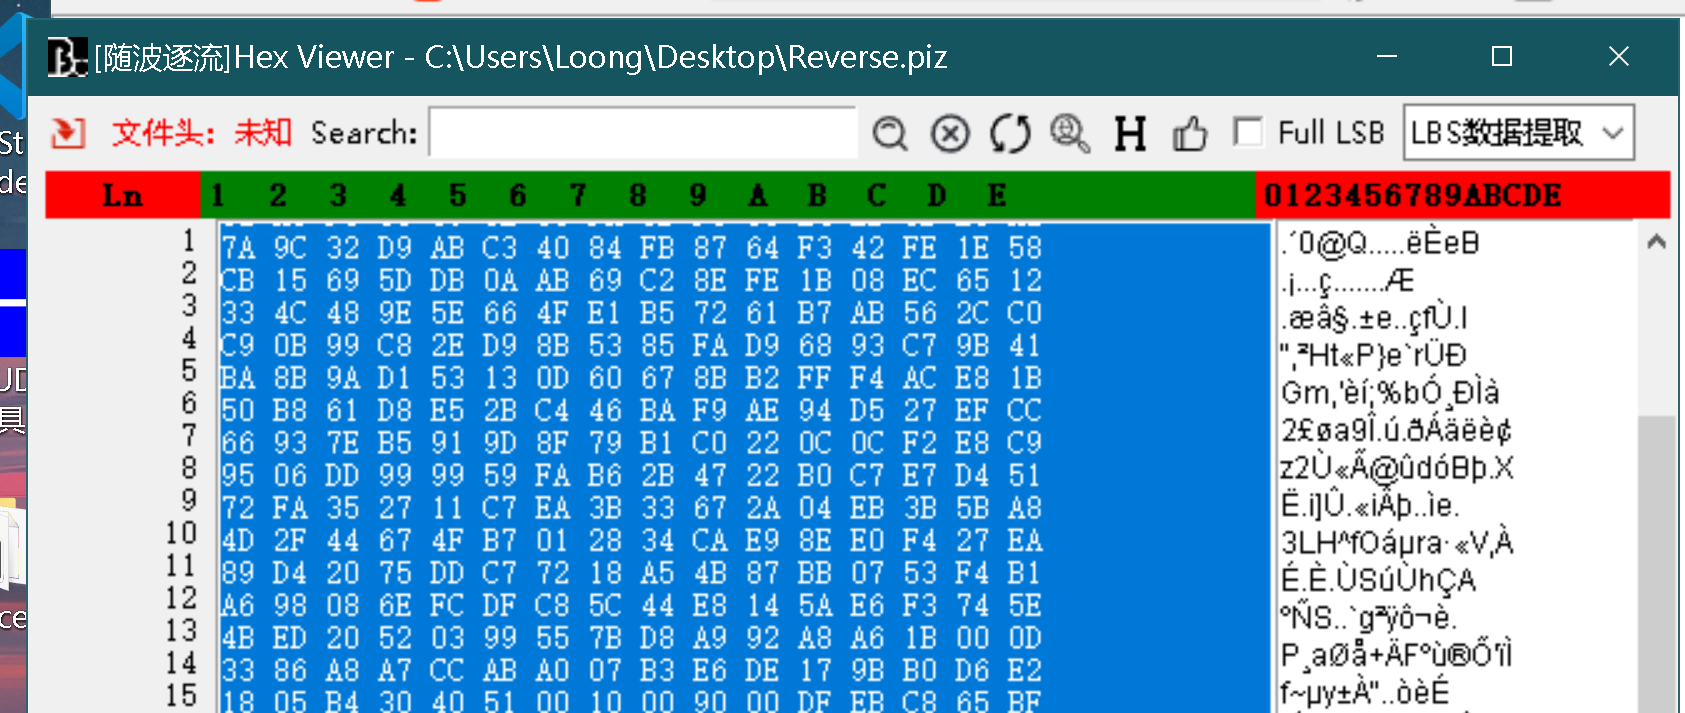 [随波逐流]Hex Viewer - C:\Users\Loong\Desktop\Reverse.piz
文件头: 未知 Search: H Full LSB LBS数据提取
Ln 1 2 3 4 5 6 7 8 9 A B C D E 0123456789ABCDE
1 7A 9C 32 D9 AB C3 40 84 FB 87 64 F3 42 FE 1E 58 .´0@Q.....ëÈeB
2 CB 15 69 5D DB 0A AB 69 C2 8E FE 1B 08 EC 65 12 .¡...ç.......Æ
3 33 4C 48 9E 5E 66 4F E1 B5 72 61 B7 AB 56 2C C0 .æâ§.±e..çfÙ.I
4 C9 0B 99 C8 2E D9 8B 53 85 FA D9 68 93 C7 9B 41 "¸²Ht«P}e`rÜÐ
5 BA 8B 9A D1 53 13 0D 60 67 8B B2 FF F4 AC E8 1B Gm,'èí¦%bÓ¸ÐÌà
6 50 B8 61 D8 E5 2B C4 46 BA F9 AE 94 D5 27 EF CC 2£øa9Î.ú.ðÁäëè¢
7 66 93 7E B5 91 9D 8F 79 B1 C0 22 0C 0C F2 E8 C9 z2Ù«Ã@ûdóBþ.X
8 95 06 DD 99 99 59 FA B6 2B 47 22 B0 C7 E7 D4 51 Ë.i]Û.«iÂþ..ìe.
9 72 FA 35 27 11 C7 EA 3B 33 67 2A 04 EB 3B 5B A8 3LH^fOáµra·«V,À
10 4D 2F 44 67 4F B7 01 28 34 CA E9 8E E0 F4 27 EA É.È.ÙSúÙhÇA
11 89 D4 20 75 DD C7 72 18 A5 4B 87 BB 07 53 F4 B1 ºÑS..`g²ÿô¬è.
12 A6 98 08 6E FC DF C8 5C 44 E8 14 5A E6 F3 74 5E P¸aØå+ÄFºù®Õ'ïÌ
13 4B ED 20 52 03 99 55 7B D8 A9 92 A8 A6 1B 00 0D f~µy±À"..òèÉ
14 33 86 A8 A7 CC AB A0 07 B3 E6 DE 17 9B B0 D6 E2
15 18 05 B4 30 40 51 00 10 00 90 00 DF EB C8 65 BF
St
de
UD
具
ce